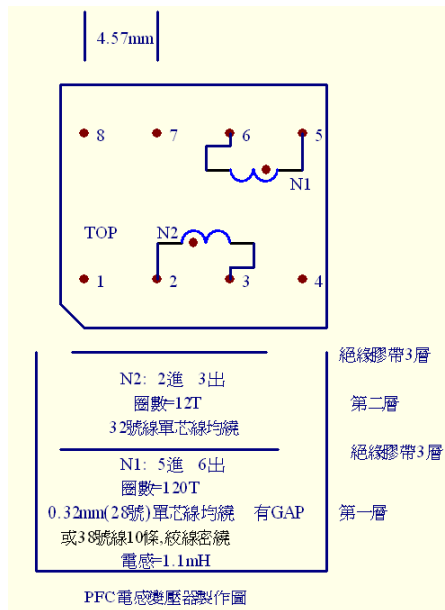 4.57mm
8 7 6 5
N1
TOP N2
1 2 3 4
絕緣膠帶3層
N2: 2進 3出
圈數=12T 第二層
32號線單芯線均繞
絕緣膠帶3層
N1: 5進 6出
圈數=120T
0.32mm(28號)單芯線均繞 有GAP 第一層
或38號線10條,絞線密繞
電感=1.1mH
PFC電感變壓器製作圖